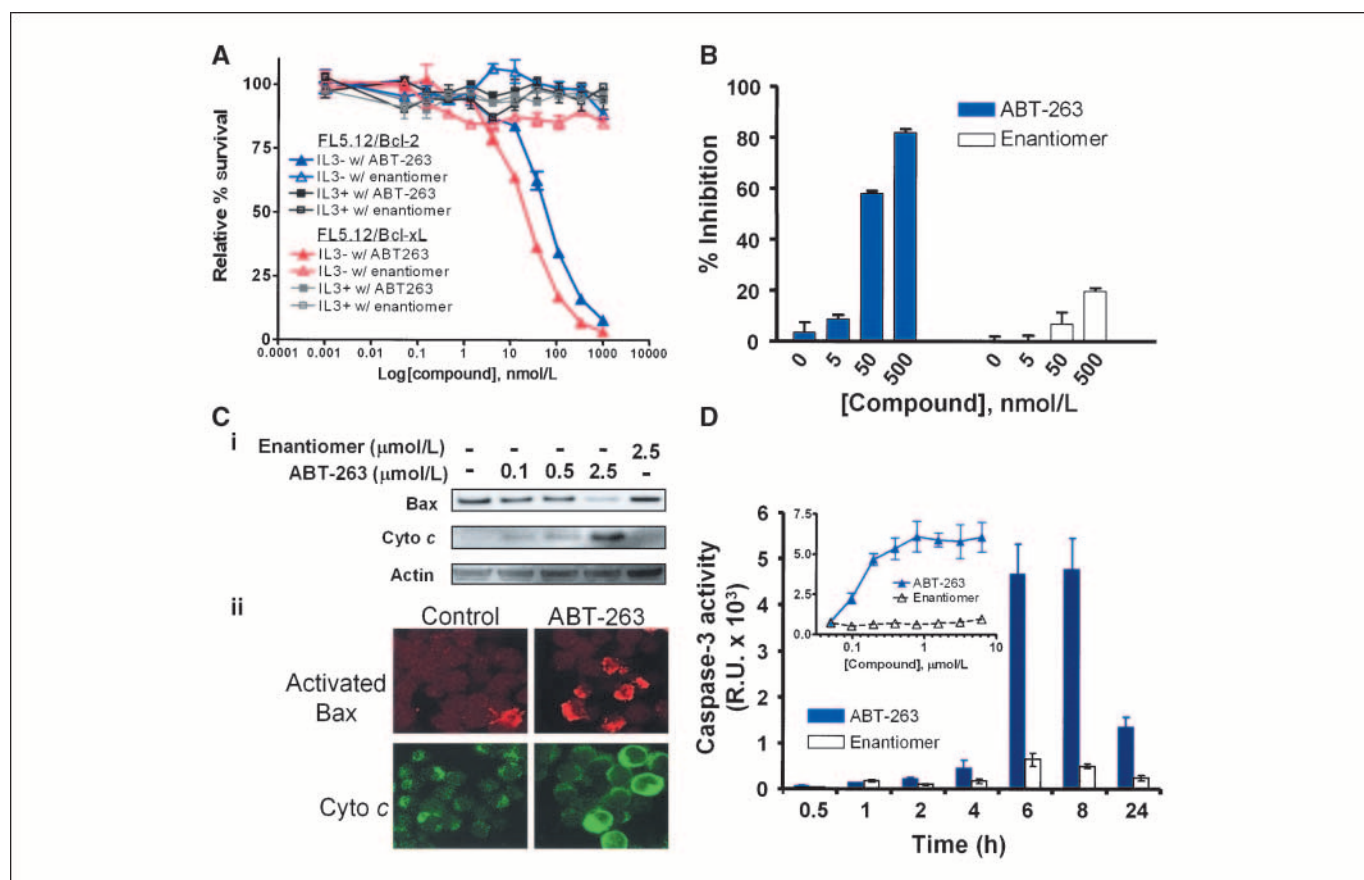 A
Relative % survival
100
75
50
25
0
FL5.12/Bcl-2
IL3- w/ ABT-263
IL3- w/ enantiomer
IL3+ w/ ABT-263
IL3+ w/ enantiomer
FL5.12/Bcl-xL
IL3- w/ ABT263
IL3- w/ enantiomer
IL3+ w/ ABT263
IL3+ w/ enantiomer
0.0001 0.001 0.01 0.1 1 10 100 1000 10000
Log[compound], nmol/L
B
% Inhibition
100
80
60
40
20
0
ABT-263
Enantiomer
0 5 50 500 0 5 50 500
[Compound], nmol/L
C
i
Enantiomer (μmol/L) - - - - 2.5
ABT-263 (μmol/L) - 0.1 0.5 2.5 -
Bax
Cyto c
Actin
ii
Control ABT-263
Activated
Bax
Cyto c
D
Caspase-3 activity
(R.U. x 10³)
6
5
4
3
2
1
0
7.5
5.0
2.5
0.0
ABT-263
Enantiomer
0.1 1 10
[Compound], μmol/L
ABT-263
Enantiomer
0.5 1 2 4 6 8 24
Time (h)